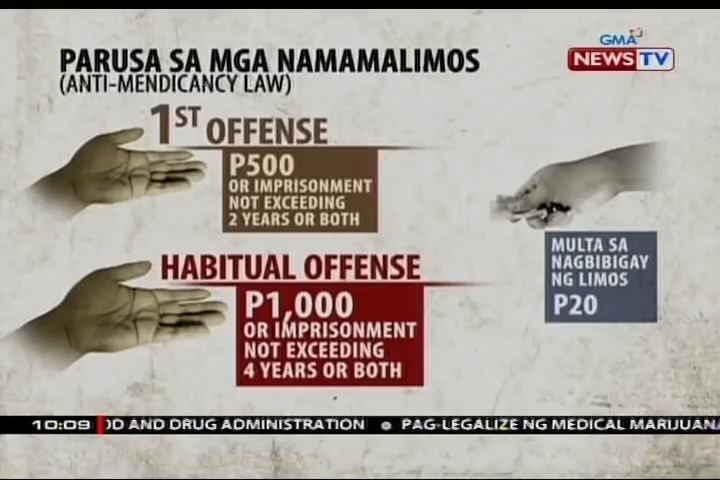 PARUSA SA MGA NAMAMALIMOS
(ANTI-MENDICANCY LAW)
GMA
NEWS TV
1ST OFFENSE
P500
OR IMPRISONMENT
NOT EXCEEDING
2 YEARS OR BOTH
HABITUAL OFFENSE
P1,000
OR IMPRISONMENT
NOT EXCEEDING
4 YEARS OR BOTH
MULTA SA
NAGBIBIGAY
NG LIMOS
P20
10:09 OD AND DRUG ADMINISTRATION ● PAG-LEGALIZE NG MEDICAL MARIJUANA